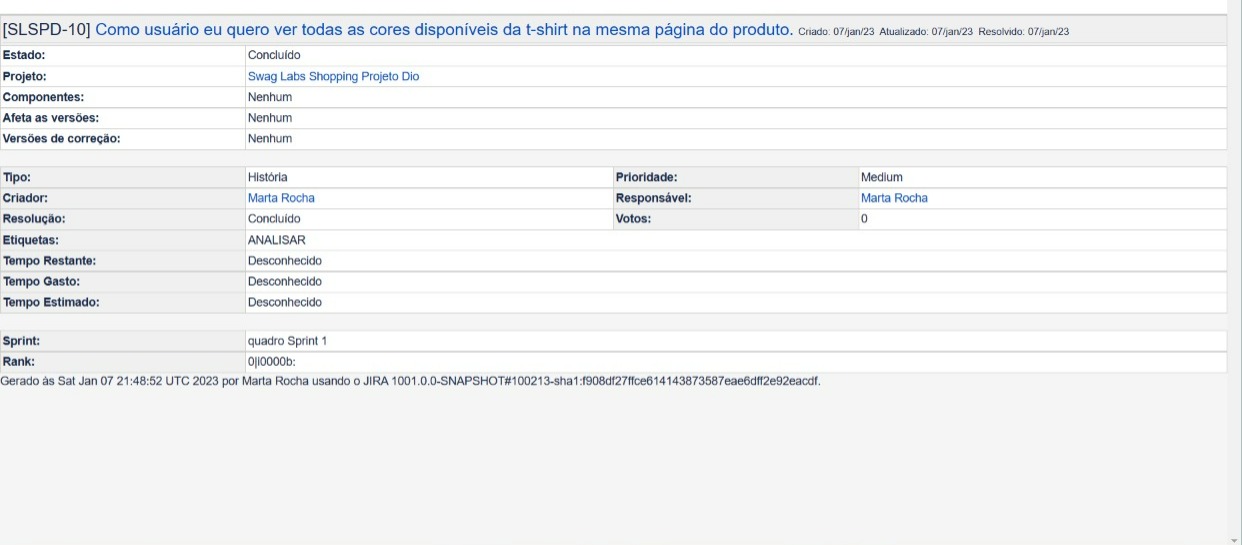 [SLSPD-10] Como usuário eu quero ver todas as cores disponíveis da t-shirt na mesma página do produto. Criado: 07/jan/23 Atualizado: 07/jan/23 Resolvido: 07/jan/23
Estado: Concluído
Projeto: Swag Labs Shopping Projeto Dio
Componentes: Nenhum
Afeta as versões: Nenhum
Versões de correção: Nenhum
Tipo: História Prioridade: Medium
Criador: Marta Rocha Responsável: Marta Rocha
Resolução: Concluído Votos: 0
Etiquetas: ANALISAR
Tempo Restante: Desconhecido
Tempo Gasto: Desconhecido
Tempo Estimado: Desconhecido
Sprint: quadro Sprint 1
Rank: 0|i0000b:
Gerado às Sat Jan 07 21:48:52 UTC 2023 por Marta Rocha usando o JIRA 1001.0.0-SNAPSHOT#100213-sha1:f908df27ffce614143873587eae6dff2e92eacdf.